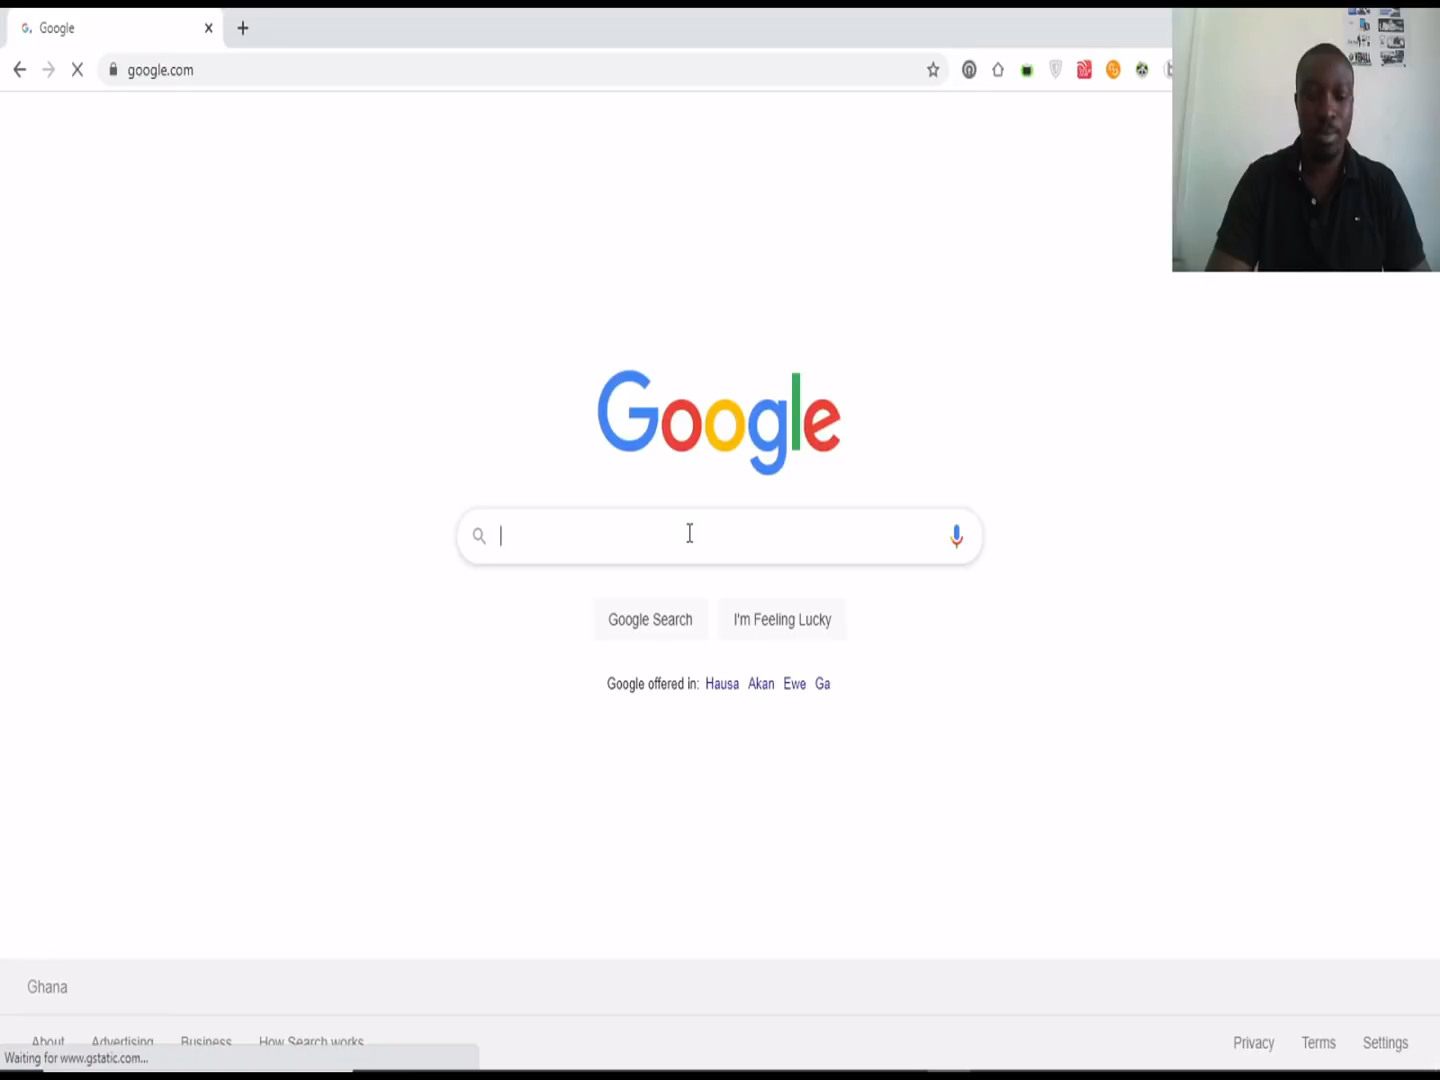 Google
google.com
Google
Google Search I'm Feeling Lucky
Google offered in: Hausa Akan Ewe Ga
Ghana
About Advertising Business How Search works
Privacy Terms Settings
Waiting for www.gstatic.com...